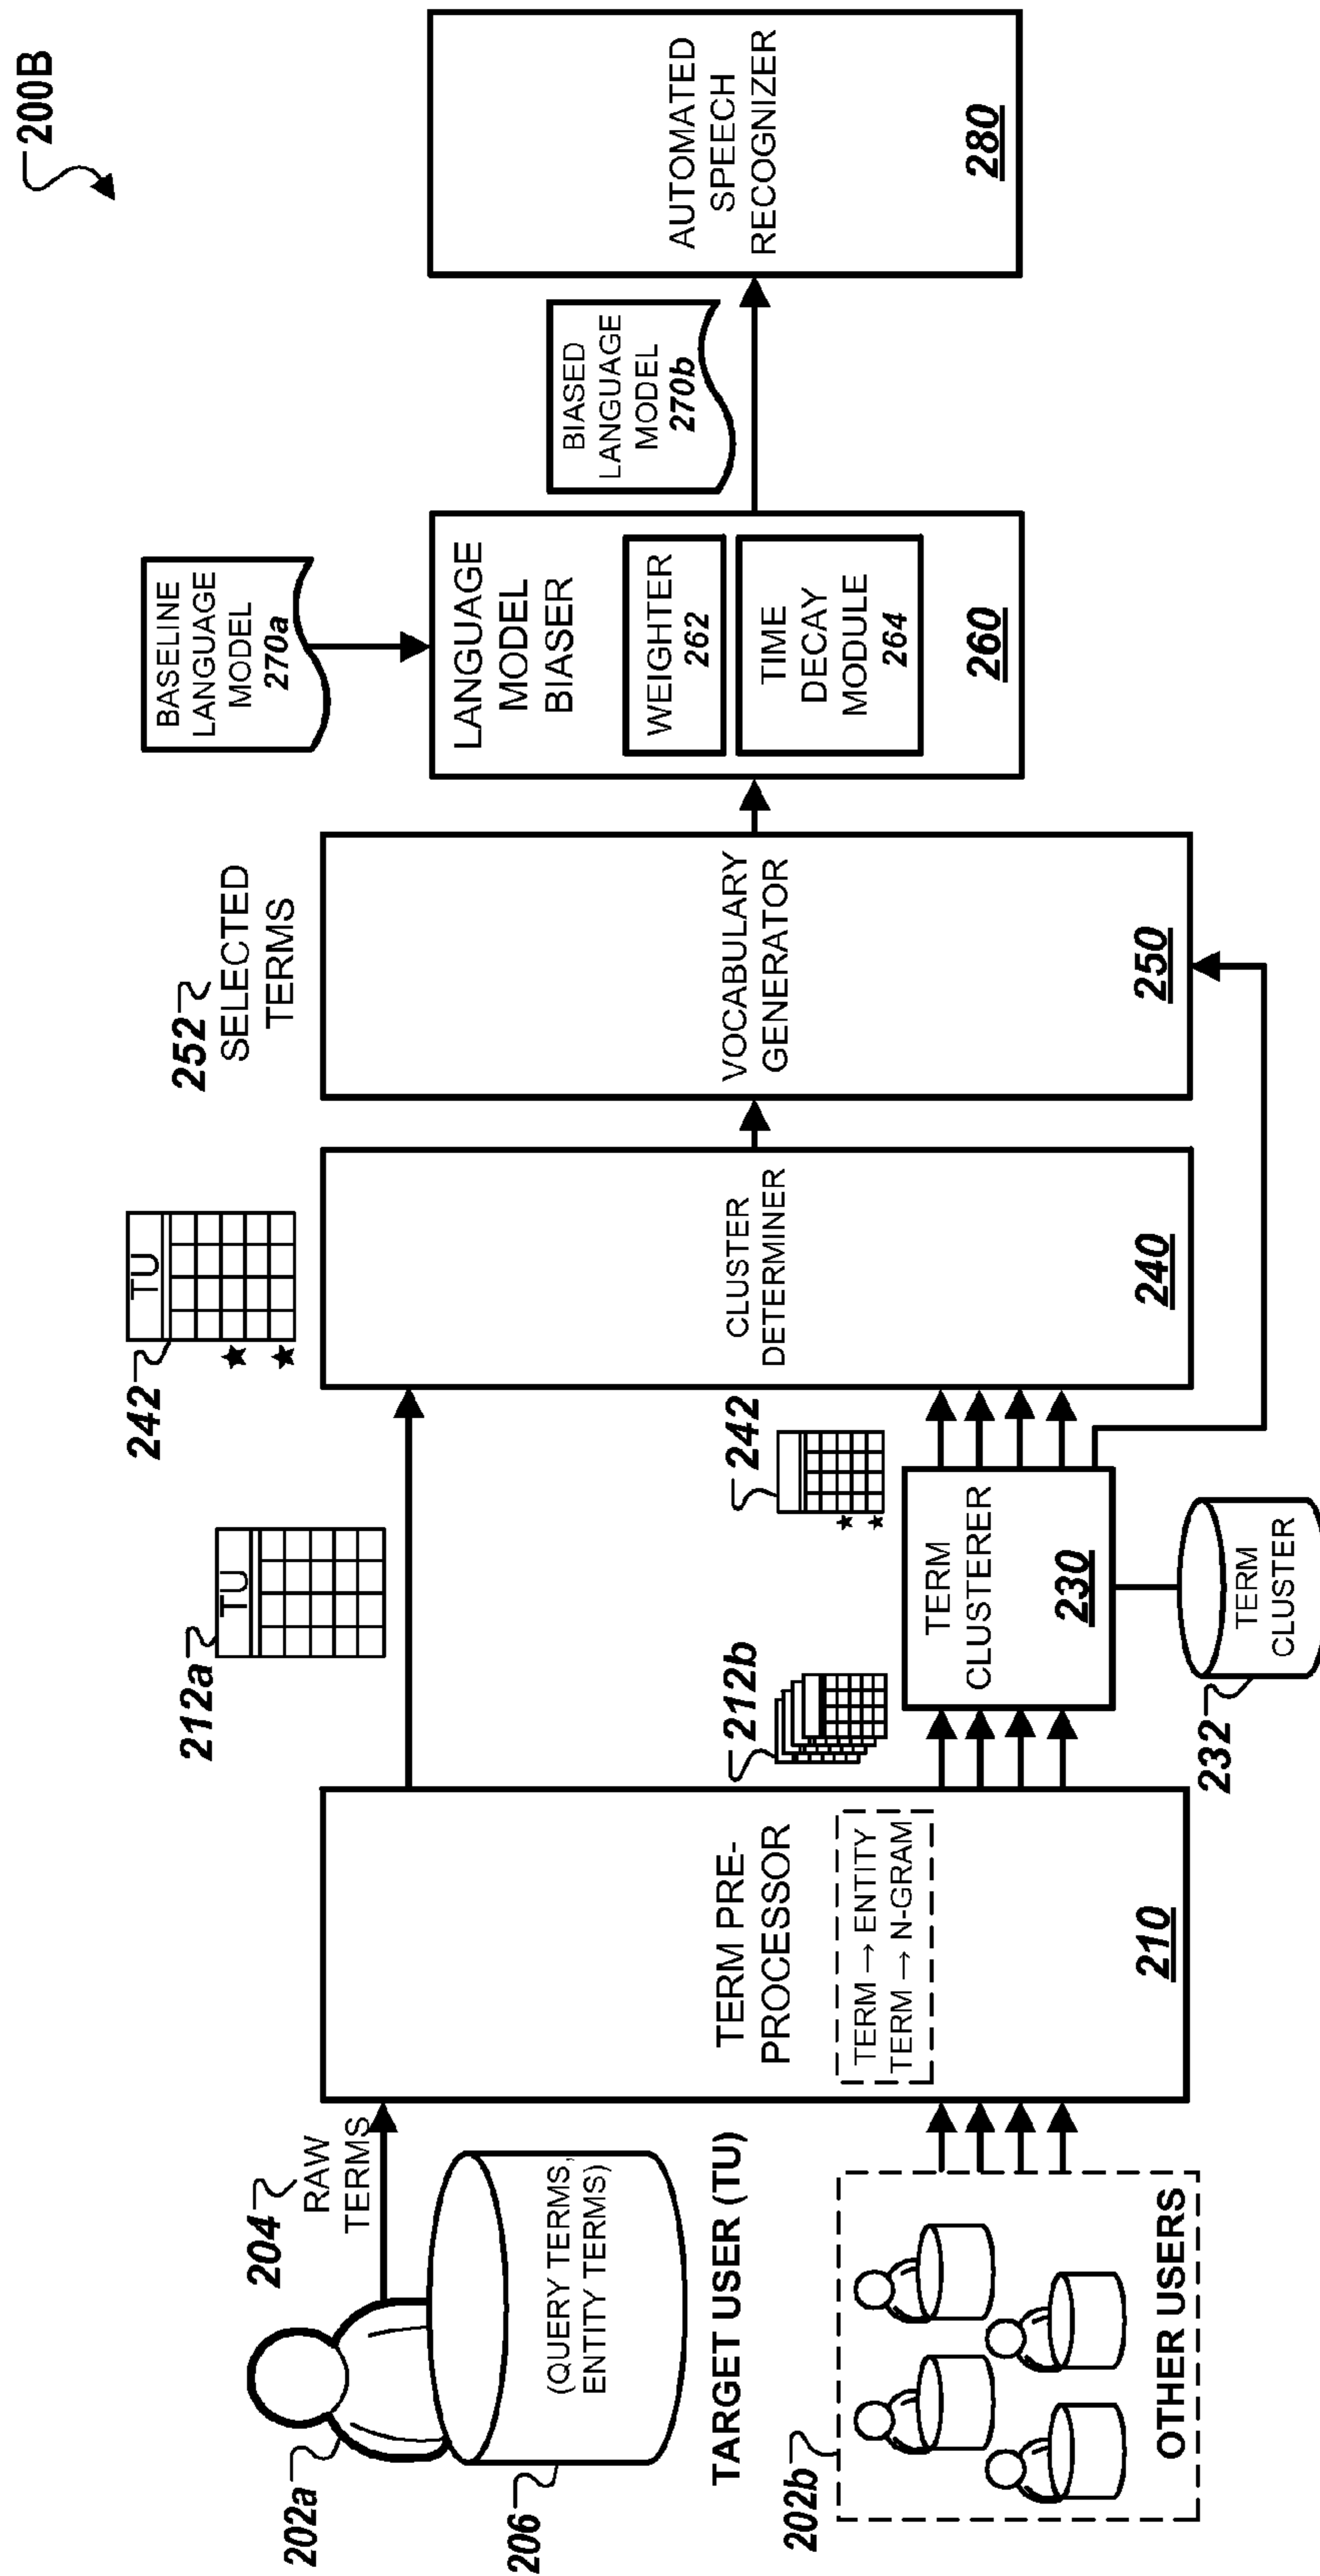 200B
202a
204
RAW
TERMS
206
(QUERY TERMS,
ENTITY TERMS)
TARGET USER (TU)
202b
OTHER USERS
TERM PRE-
PROCESSOR
TERM → ENTITY
TERM → N-GRAM
210
212a
TU
212b
TERM
CLUSTERER
230
232
TERM
CLUSTER
242
TU
242
CLUSTER
DETERMINER
240
252
SELECTED
TERMS
VOCABULARY
GENERATOR
250
BASELINE
LANGUAGE
MODEL
270a
LANGUAGE
MODEL
BIASER
WEIGHTER
262
TIME
DECAY
MODULE
264
260
BIASED
LANGUAGE
MODEL
270b
AUTOMATED
SPEECH
RECOGNIZER
280